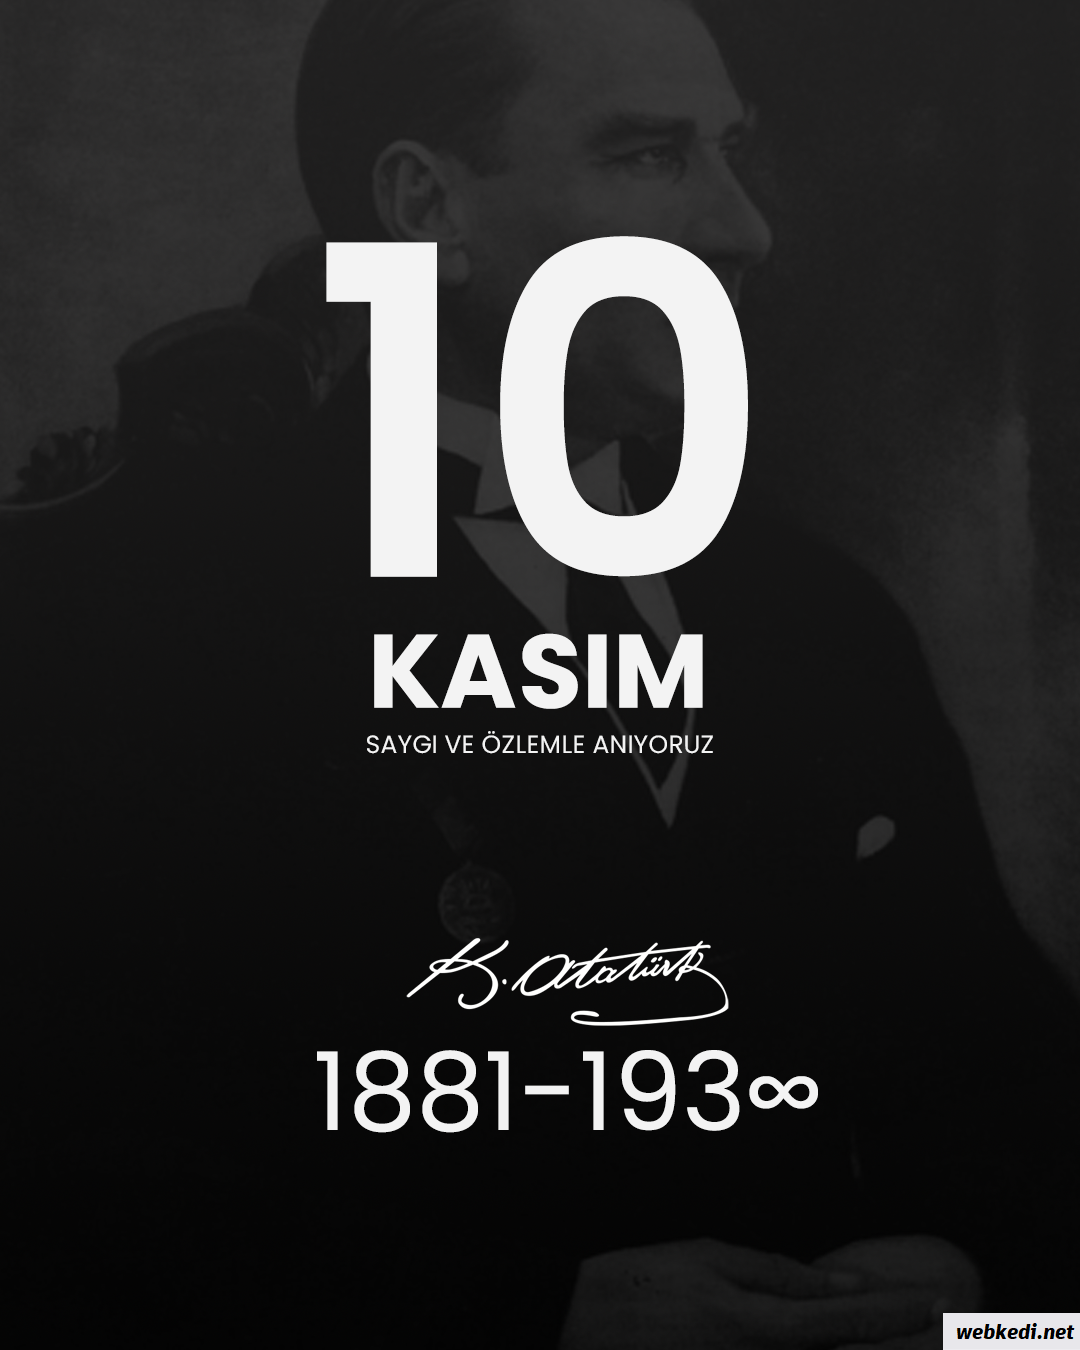 10
KASIM
SAYGI VE ÖZLEMLE ANIYORUZ
K. Atatürk
1881-193∞
webkedi.net